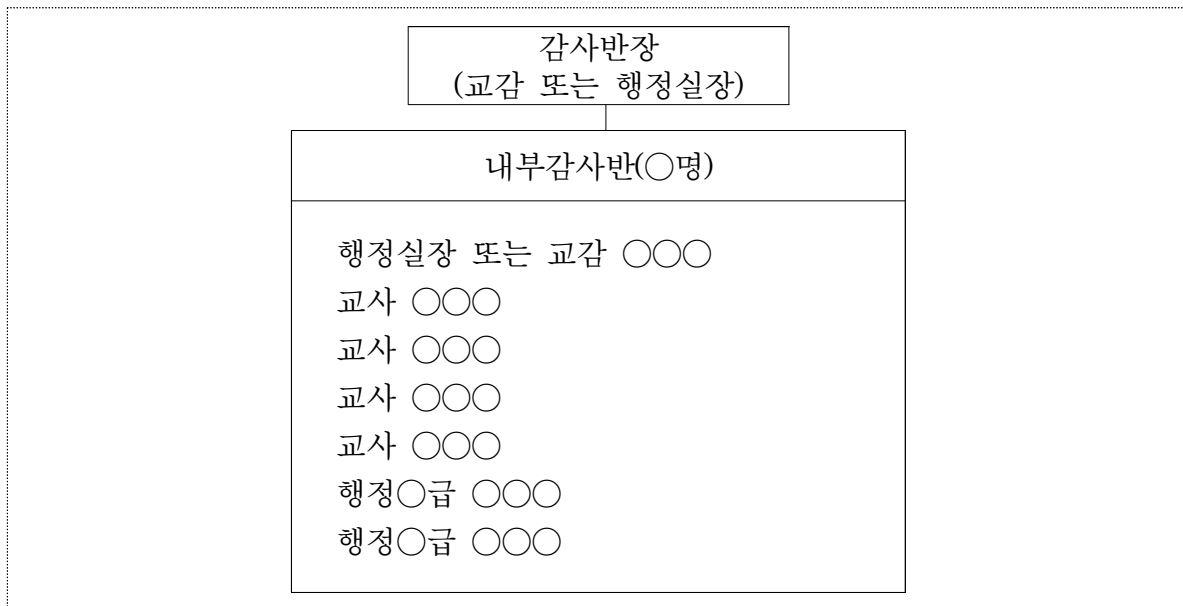 감사반장
(교감 또는 행정실장)
내부감사반(○명)
행정실장 또는 교감 ○○○
교사 ○○○
교사 ○○○
교사 ○○○
교사 ○○○
행정○급 ○○○
행정○급 ○○○